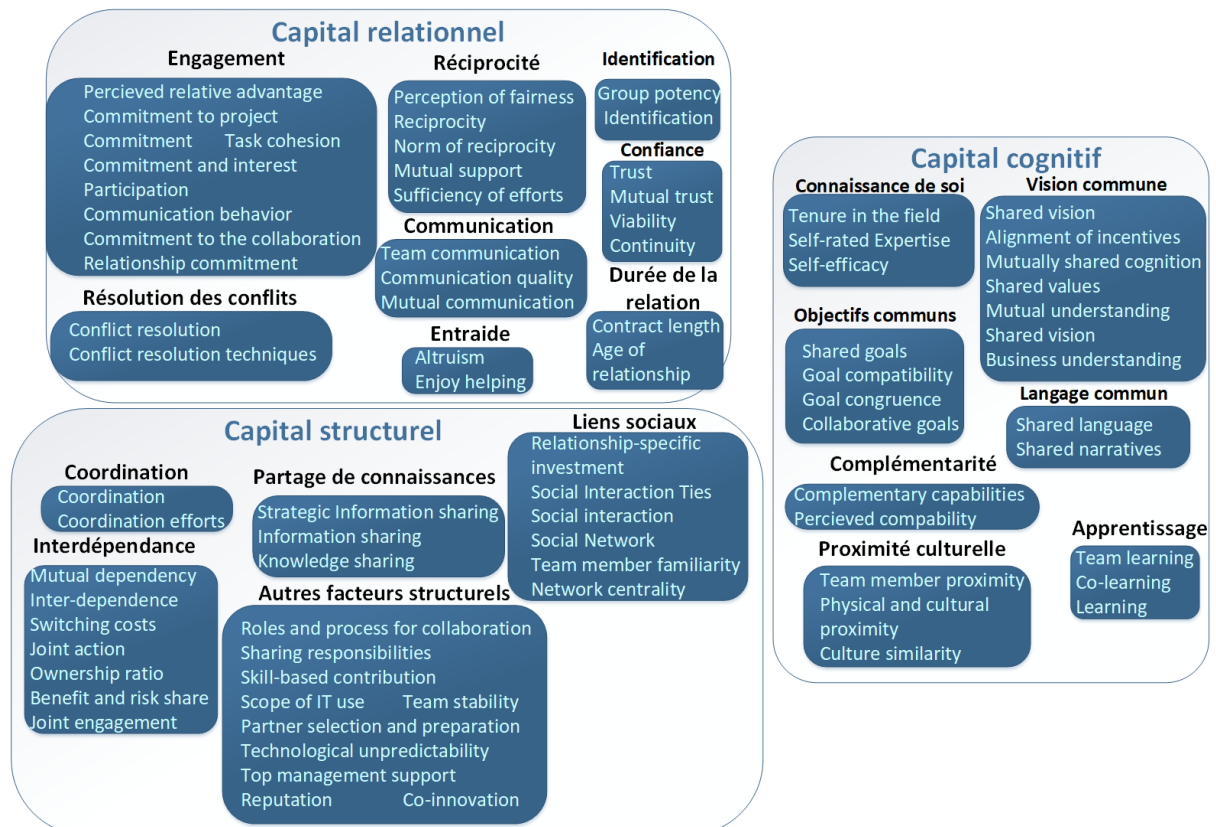 Capital relationnel
Engagement
Percieved relative advantage
Commitment to project
Commitment Task cohesion
Commitment and interest
Participation
Communication behavior
Commitment to the collaboration
Relationship commitment
Résolution des conflits
Conflict resolution
Conflict resolution techniques
Réciprocité
Perception of fairness
Reciprocity
Norm of reciprocity
Mutual support
Sufficiency of efforts
Communication
Team communication
Communication quality
Mutual communication
Entraide
Altruism
Enjoy helping
Identification
Group potency
Identification
Confiance
Trust
Mutual trust
Viability
Continuity
Durée de la
relation
Contract length
Age of
relationship
Capital structurel
Coordination
Coordination
Coordination efforts
Interdépendance
Mutual dependency
Inter-dependence
Switching costs
Joint action
Ownership ratio
Benefit and risk share
Joint engagement
Partage de connaissances
Strategic Information sharing
Information sharing
Knowledge sharing
Autres facteurs structurels
Roles and process for collaboration
Sharing responsibilities
Skill-based contribution
Scope of IT use Team stability
Partner selection and preparation
Technological unpredictability
Top management support
Reputation Co-innovation
Liens sociaux
Relationship-specific
investment
Social Interaction Ties
Social interaction
Social Network
Team member familiarity
Network centrality
Capital cognitif
Connaissance de soi
Tenure in the field
Self-rated Expertise
Self-efficacy
Objectifs communs
Shared goals
Goal compatibility
Goal congruence
Collaborative goals
Vision commune
Shared vision
Alignment of incentives
Mutually shared cognition
Shared values
Mutual understanding
Shared vision
Business understanding
Langage commun
Shared language
Shared narratives
Complémentarité
Complementary capabilities
Percieved compability
Proximité culturelle
Team member proximity
Physical and cultural
proximity
Culture similarity
Apprentissage
Team learning
Co-learning
Learning